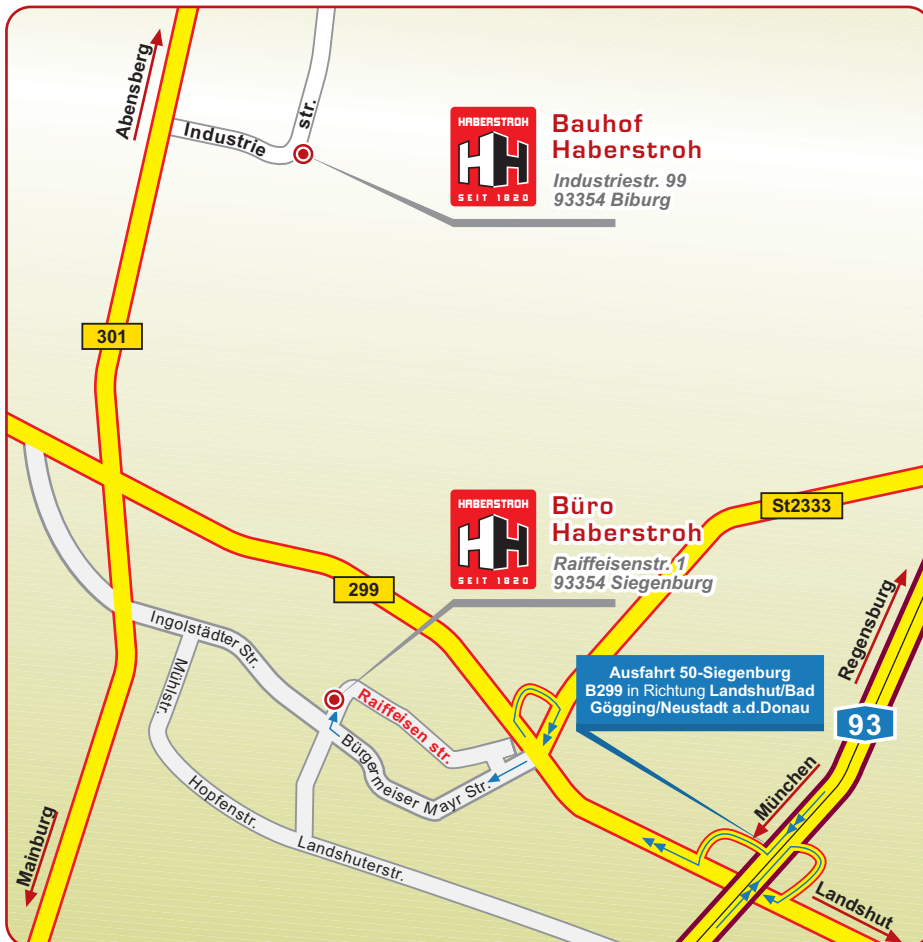 Abensberg
Industrie
str.
HABERSTROH
HH
SEIT 1820
Bauhof
Haberstroh
Industriestr. 99
93354 Biburg
301
HABERSTROH
HH
SEIT 1820
Büro
Haberstroh
Raiffeisenstr. 1
93354 Siegenburg
St2333
299
Regensburg
Ingolstädter Str.
Mühlstr.
Raiffeisen str.
Ausfahrt 50-Siegenburg
B299 in Richtung Landshut/Bad
Gögging/Neustadt a.d.Donau
93
Bürgermeiser Mayr Str.
München
Hopfenstr.
Landshuterstr.
Mainburg
Landshut